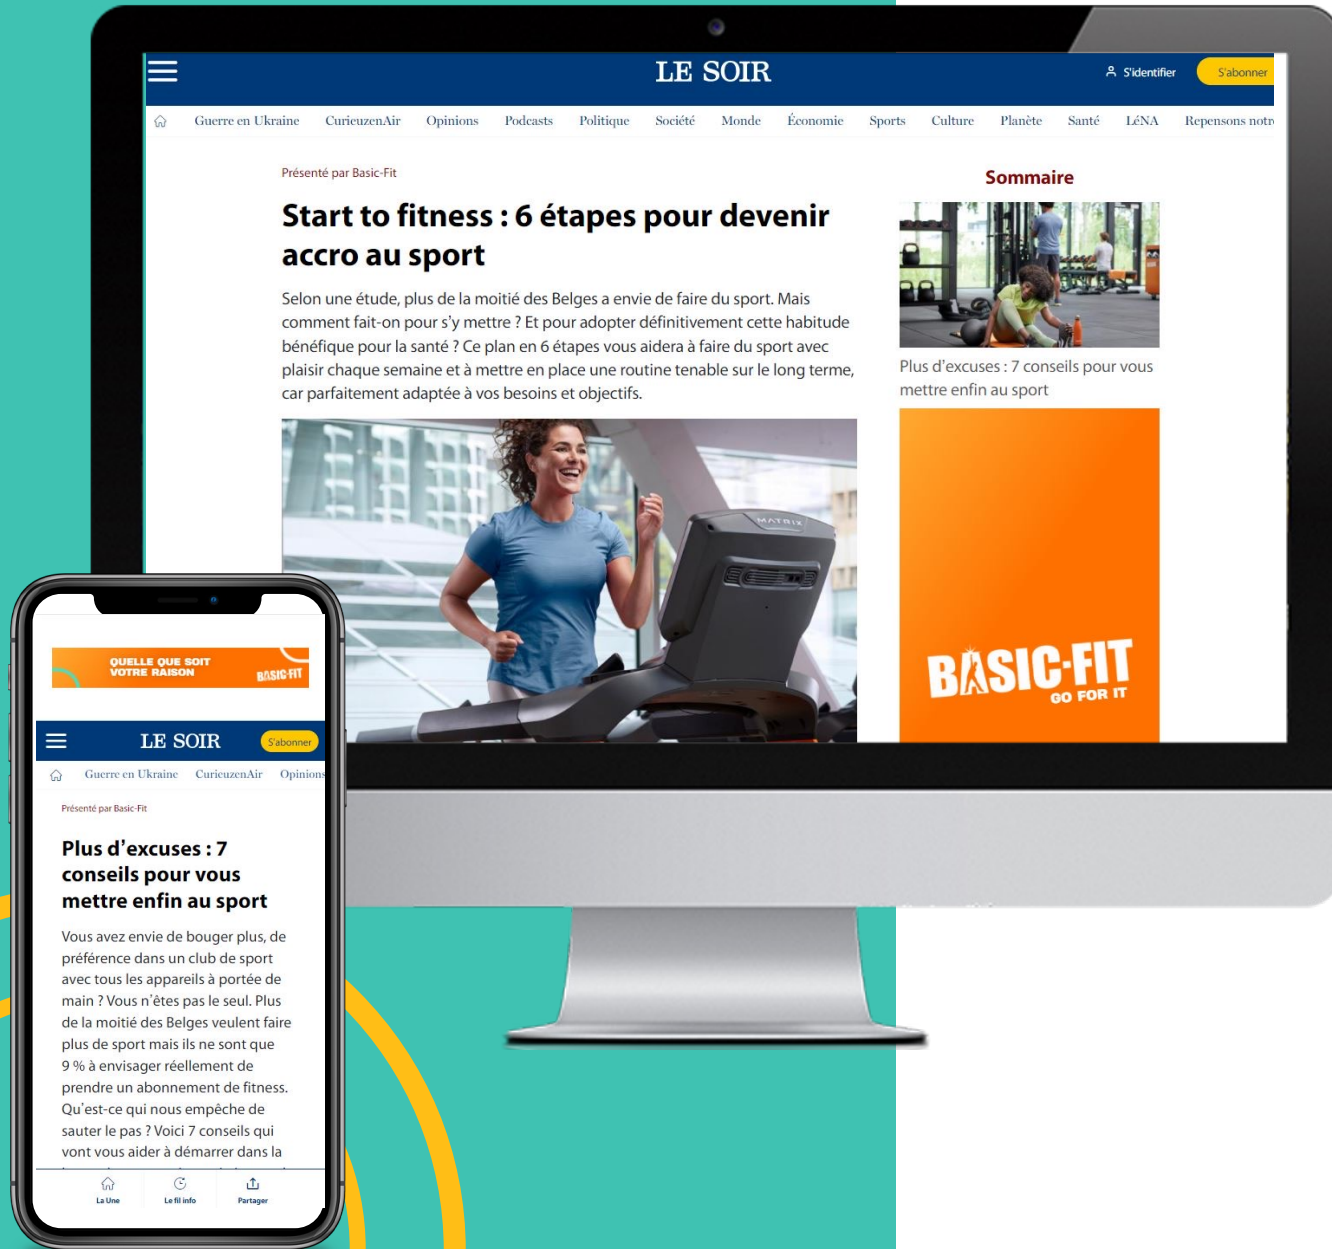 LE SOIR
S'identifier
S'abonner
Guerre en Ukraine CurieuzenAir Opinions Podcasts Politique Société Monde Économie Sports Culture Planète Santé LéNA Repensons notr
Présenté par Basic-Fit
Start to fitness : 6 étapes pour devenir
accro au sport
Selon une étude, plus de la moitié des Belges a envie de faire du sport. Mais
comment fait-on pour s’y mettre ? Et pour adopter définitivement cette habitude
bénéfique pour la santé ? Ce plan en 6 étapes vous aidera à faire du sport avec
plaisir chaque semaine et à mettre en place une routine tenable sur le long terme,
car parfaitement adaptée à vos besoins et objectifs.
MATRIX
Sommaire
Plus d’excuses : 7 conseils pour vous
mettre enfin au sport
BASIC-FIT
GO FOR IT
QUELLE QUE SOIT
VOTRE RAISON
BASIC-FIT
LE SOIR
S'abonner
Guerre en Ukraine CurieuzenAir Opinions
Présenté par Basic-Fit
Plus d’excuses : 7
conseils pour vous
mettre enfin au sport
Vous avez envie de bouger plus, de
préférence dans un club de sport
avec tous les appareils à portée de
main ? Vous n’êtes pas le seul. Plus
de la moitié des Belges veulent faire
plus de sport mais ils ne sont que
9 % à envisager réellement de
prendre un abonnement de fitness.
Qu’est-ce qui nous empêche de
sauter le pas ? Voici 7 conseils qui
vont vous aider à démarrer dans la
La Une
Le fil info
Partager